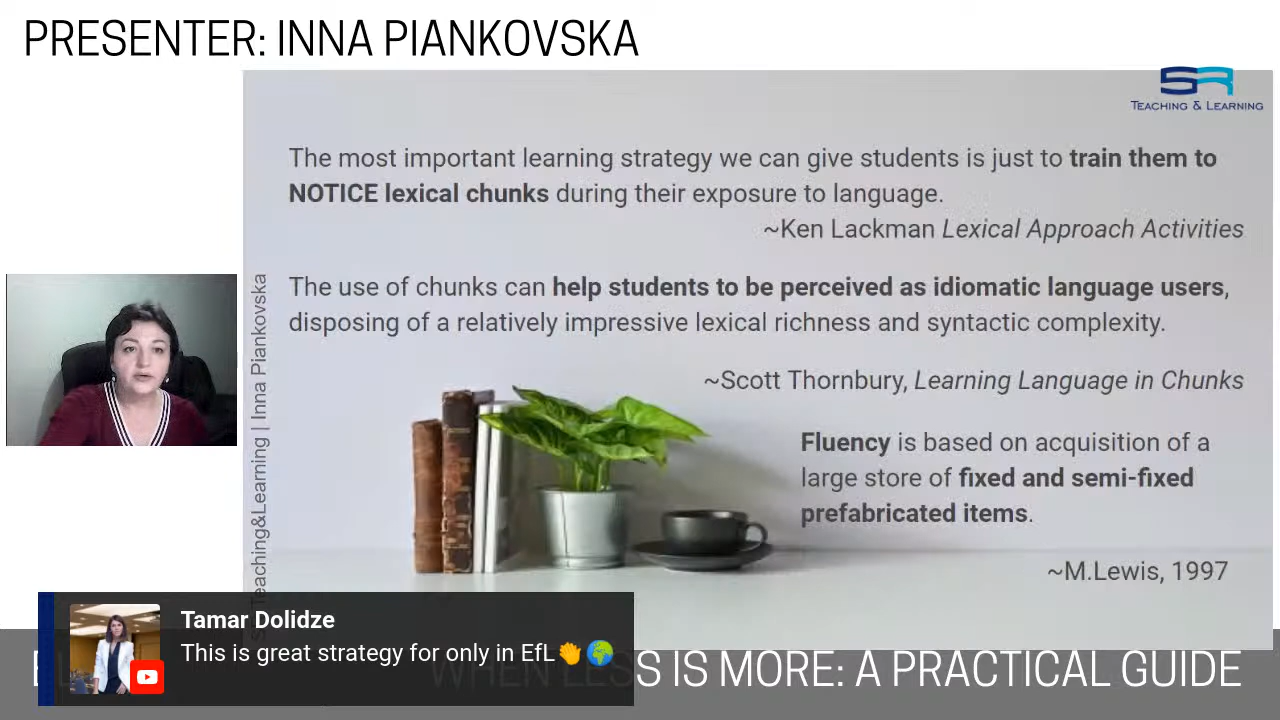 PRESENTER: INNA PIANKOVSKA
SR
TEACHING & LEARNING
The most important learning strategy we can give students is just to train them to
NOTICE lexical chunks during their exposure to language.
~Ken Lackman Lexical Approach Activities
The use of chunks can help students to be perceived as idiomatic language users,
disposing of a relatively impressive lexical richness and syntactic complexity.
~Scott Thornbury, Learning Language in Chunks
Fluency is based on acquisition of a
large store of fixed and semi-fixed
prefabricated items.
~M.Lewis, 1997
Teaching&Learning | Inna Piankovska
Tamar Dolidze
This is great strategy for only in EfL👏🌍
WHEN LESS IS MORE: A PRACTICAL GUIDE